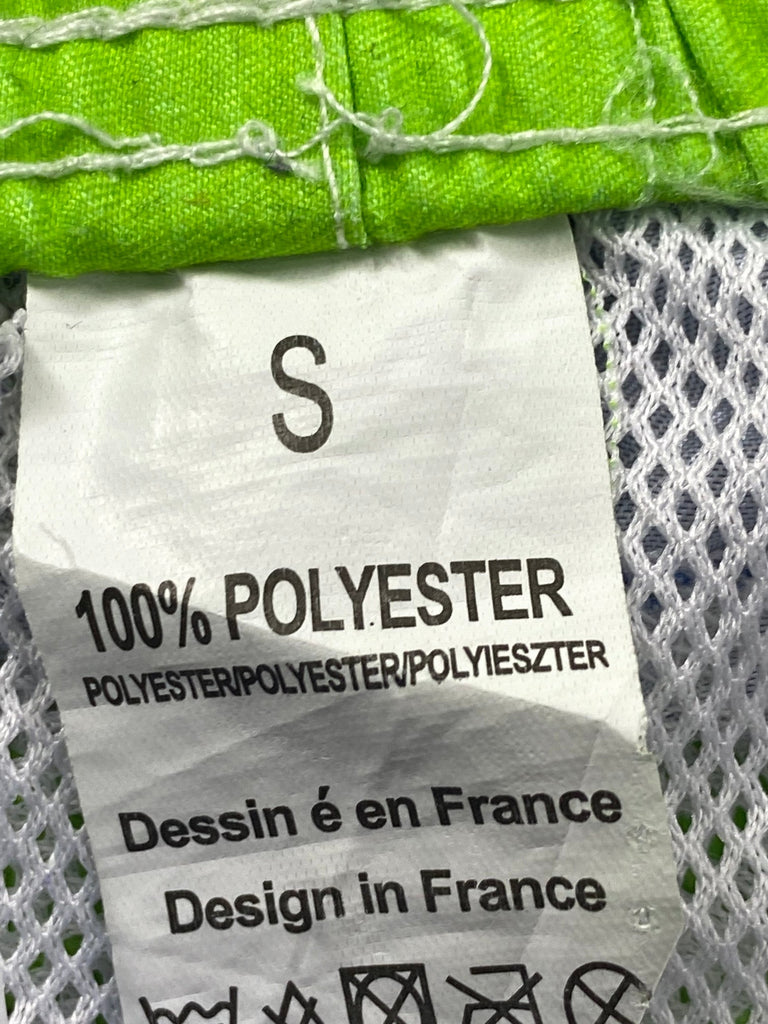 S
100% POLYESTER
POLYESTER/POLYESTER/POLYIESZTER
Dessin é en France
Design in France